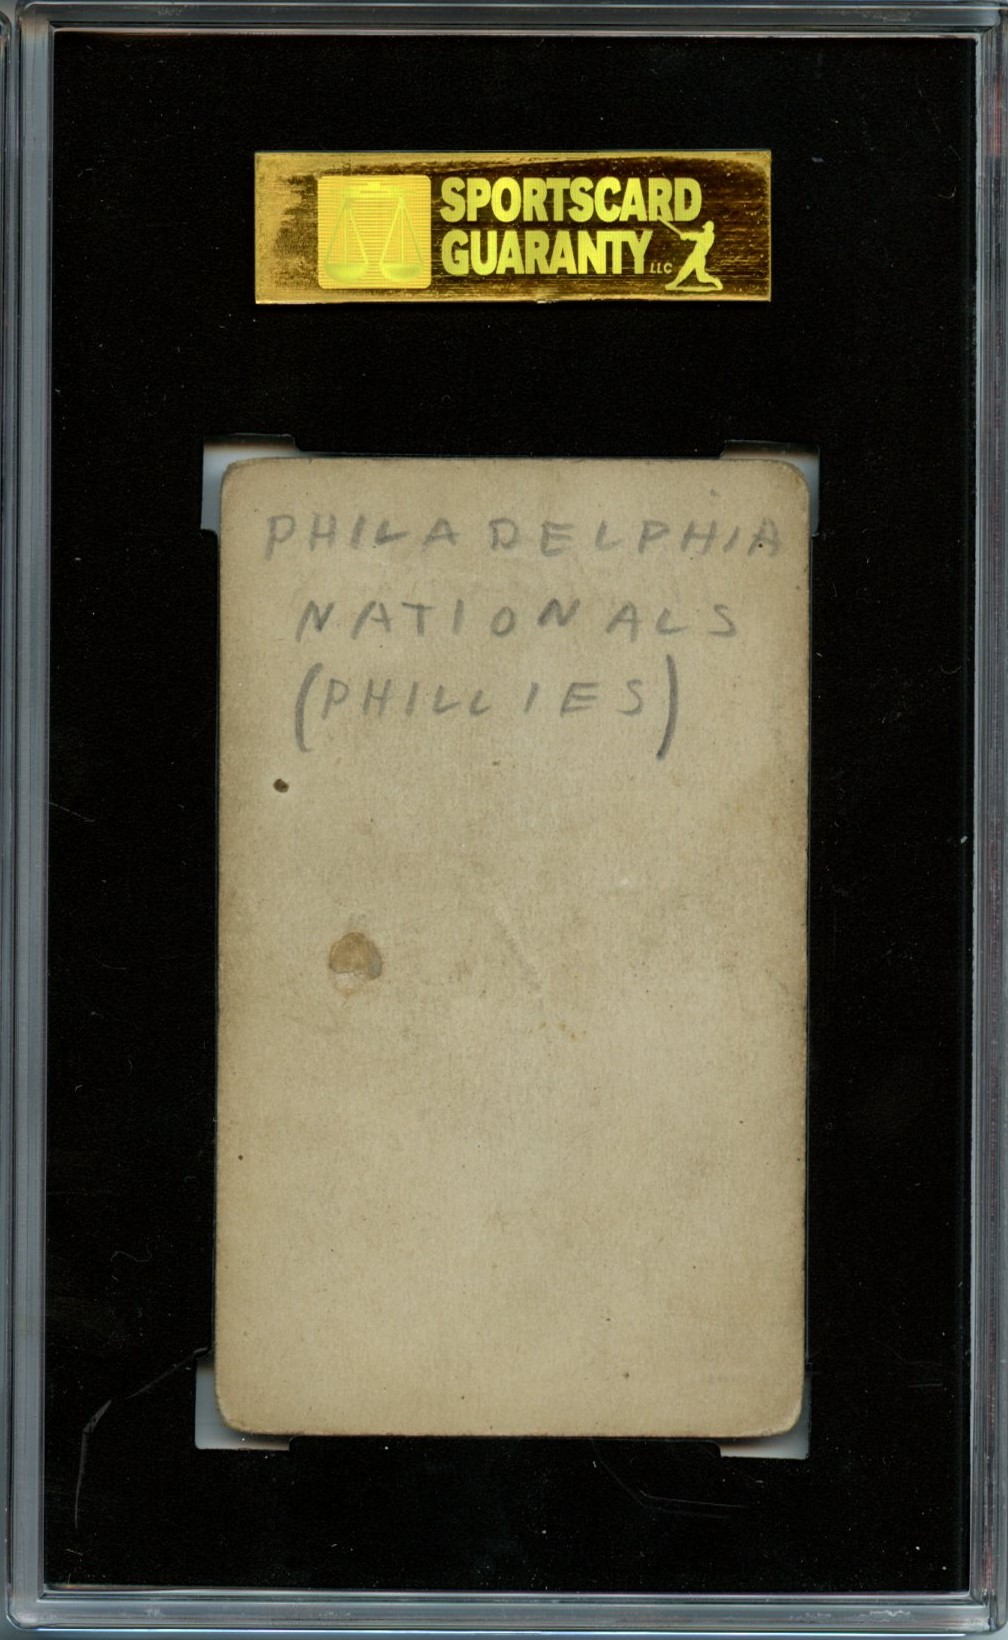 SPORTSCARD
GUARANTY LLC
PHILADELPHIA
NATIONALS
(PHILLIES)